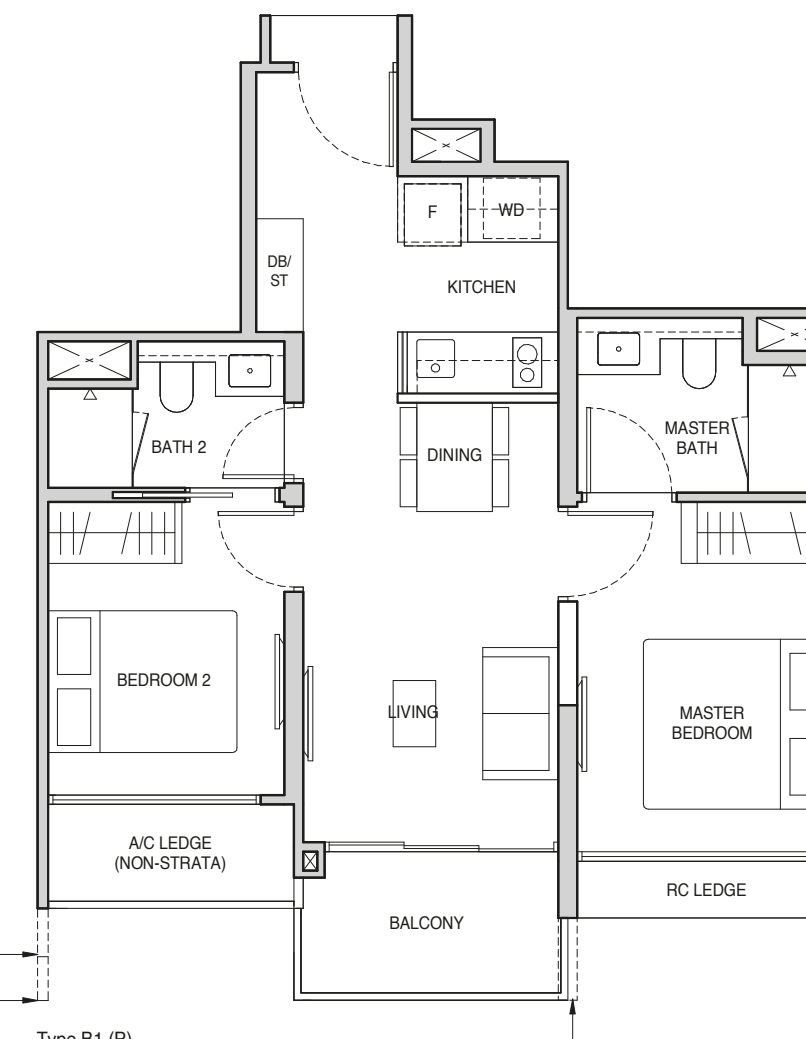 F
WD
DB/
ST
KITCHEN
BATH 2
DINING
MASTER
BATH
BEDROOM 2
LIVING
MASTER
BEDROOM
A/C LEDGE
(NON-STRATA)
RC LEDGE
BALCONY
Type B1 (P)